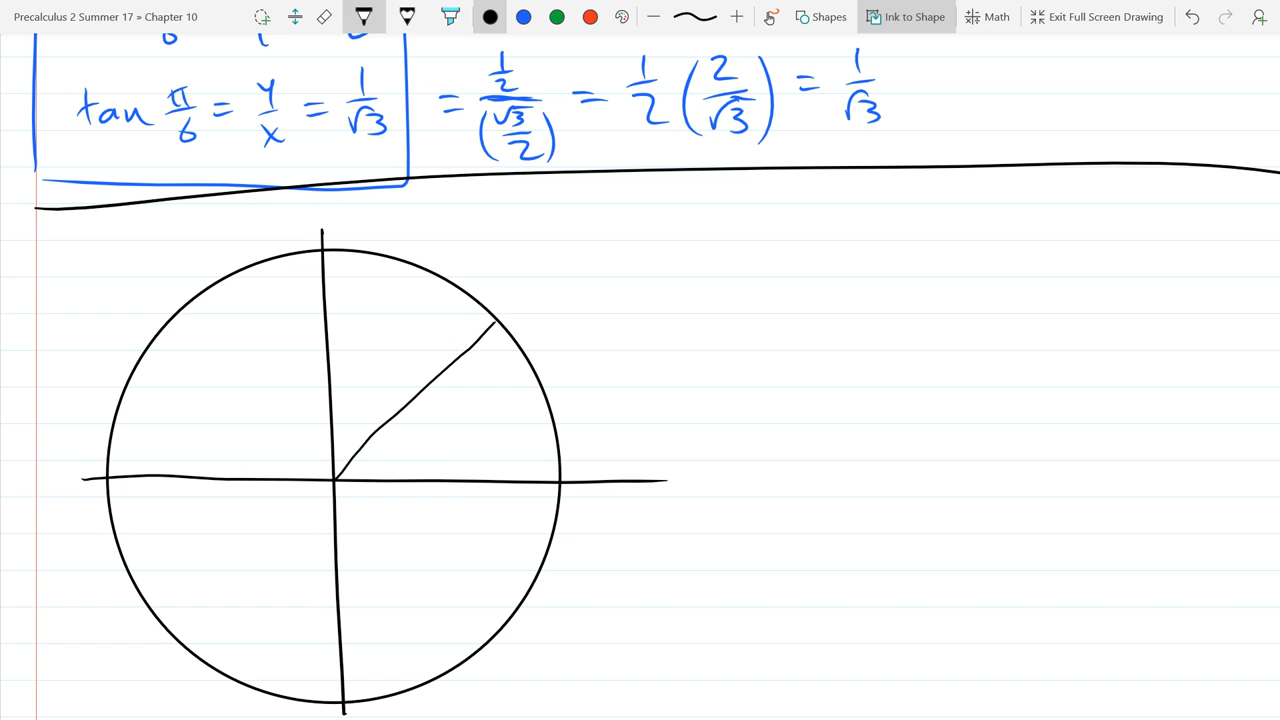 Precalculus 2 Summer 17 » Chapter 10
Shapes
Ink to Shape
Math
Exit Full Screen Drawing
tan π/6 = y/x = 1/√3 = (1/2)/(√3/2) = 1/2 (2/√3) = 1/√3